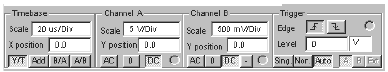 Timebase Channel A Channel B Trigger
Scale 20 us/Div Scale 5 V/Div Scale 500 mV/Div Edge
X position 0.0 Y position 0.0 Y position 0.0 Level 0 V
Y/T Add B/A A/B AC 0 DC AC 0 DC - Sing. Nor. Auto A B Ext